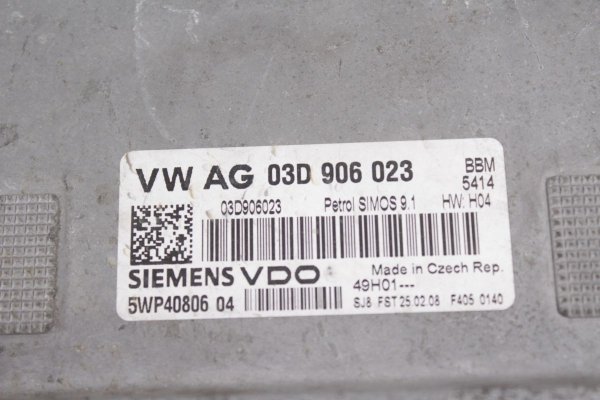 VW AG 03D 906 023 BBM
5414
03D906023 Petrol SIMOS 9.1 HW: H04
SIEMENS VDO Made in Czech Rep.
49H01---
5WP40806 04 SJ8 FST 25.02.08 F405 0140